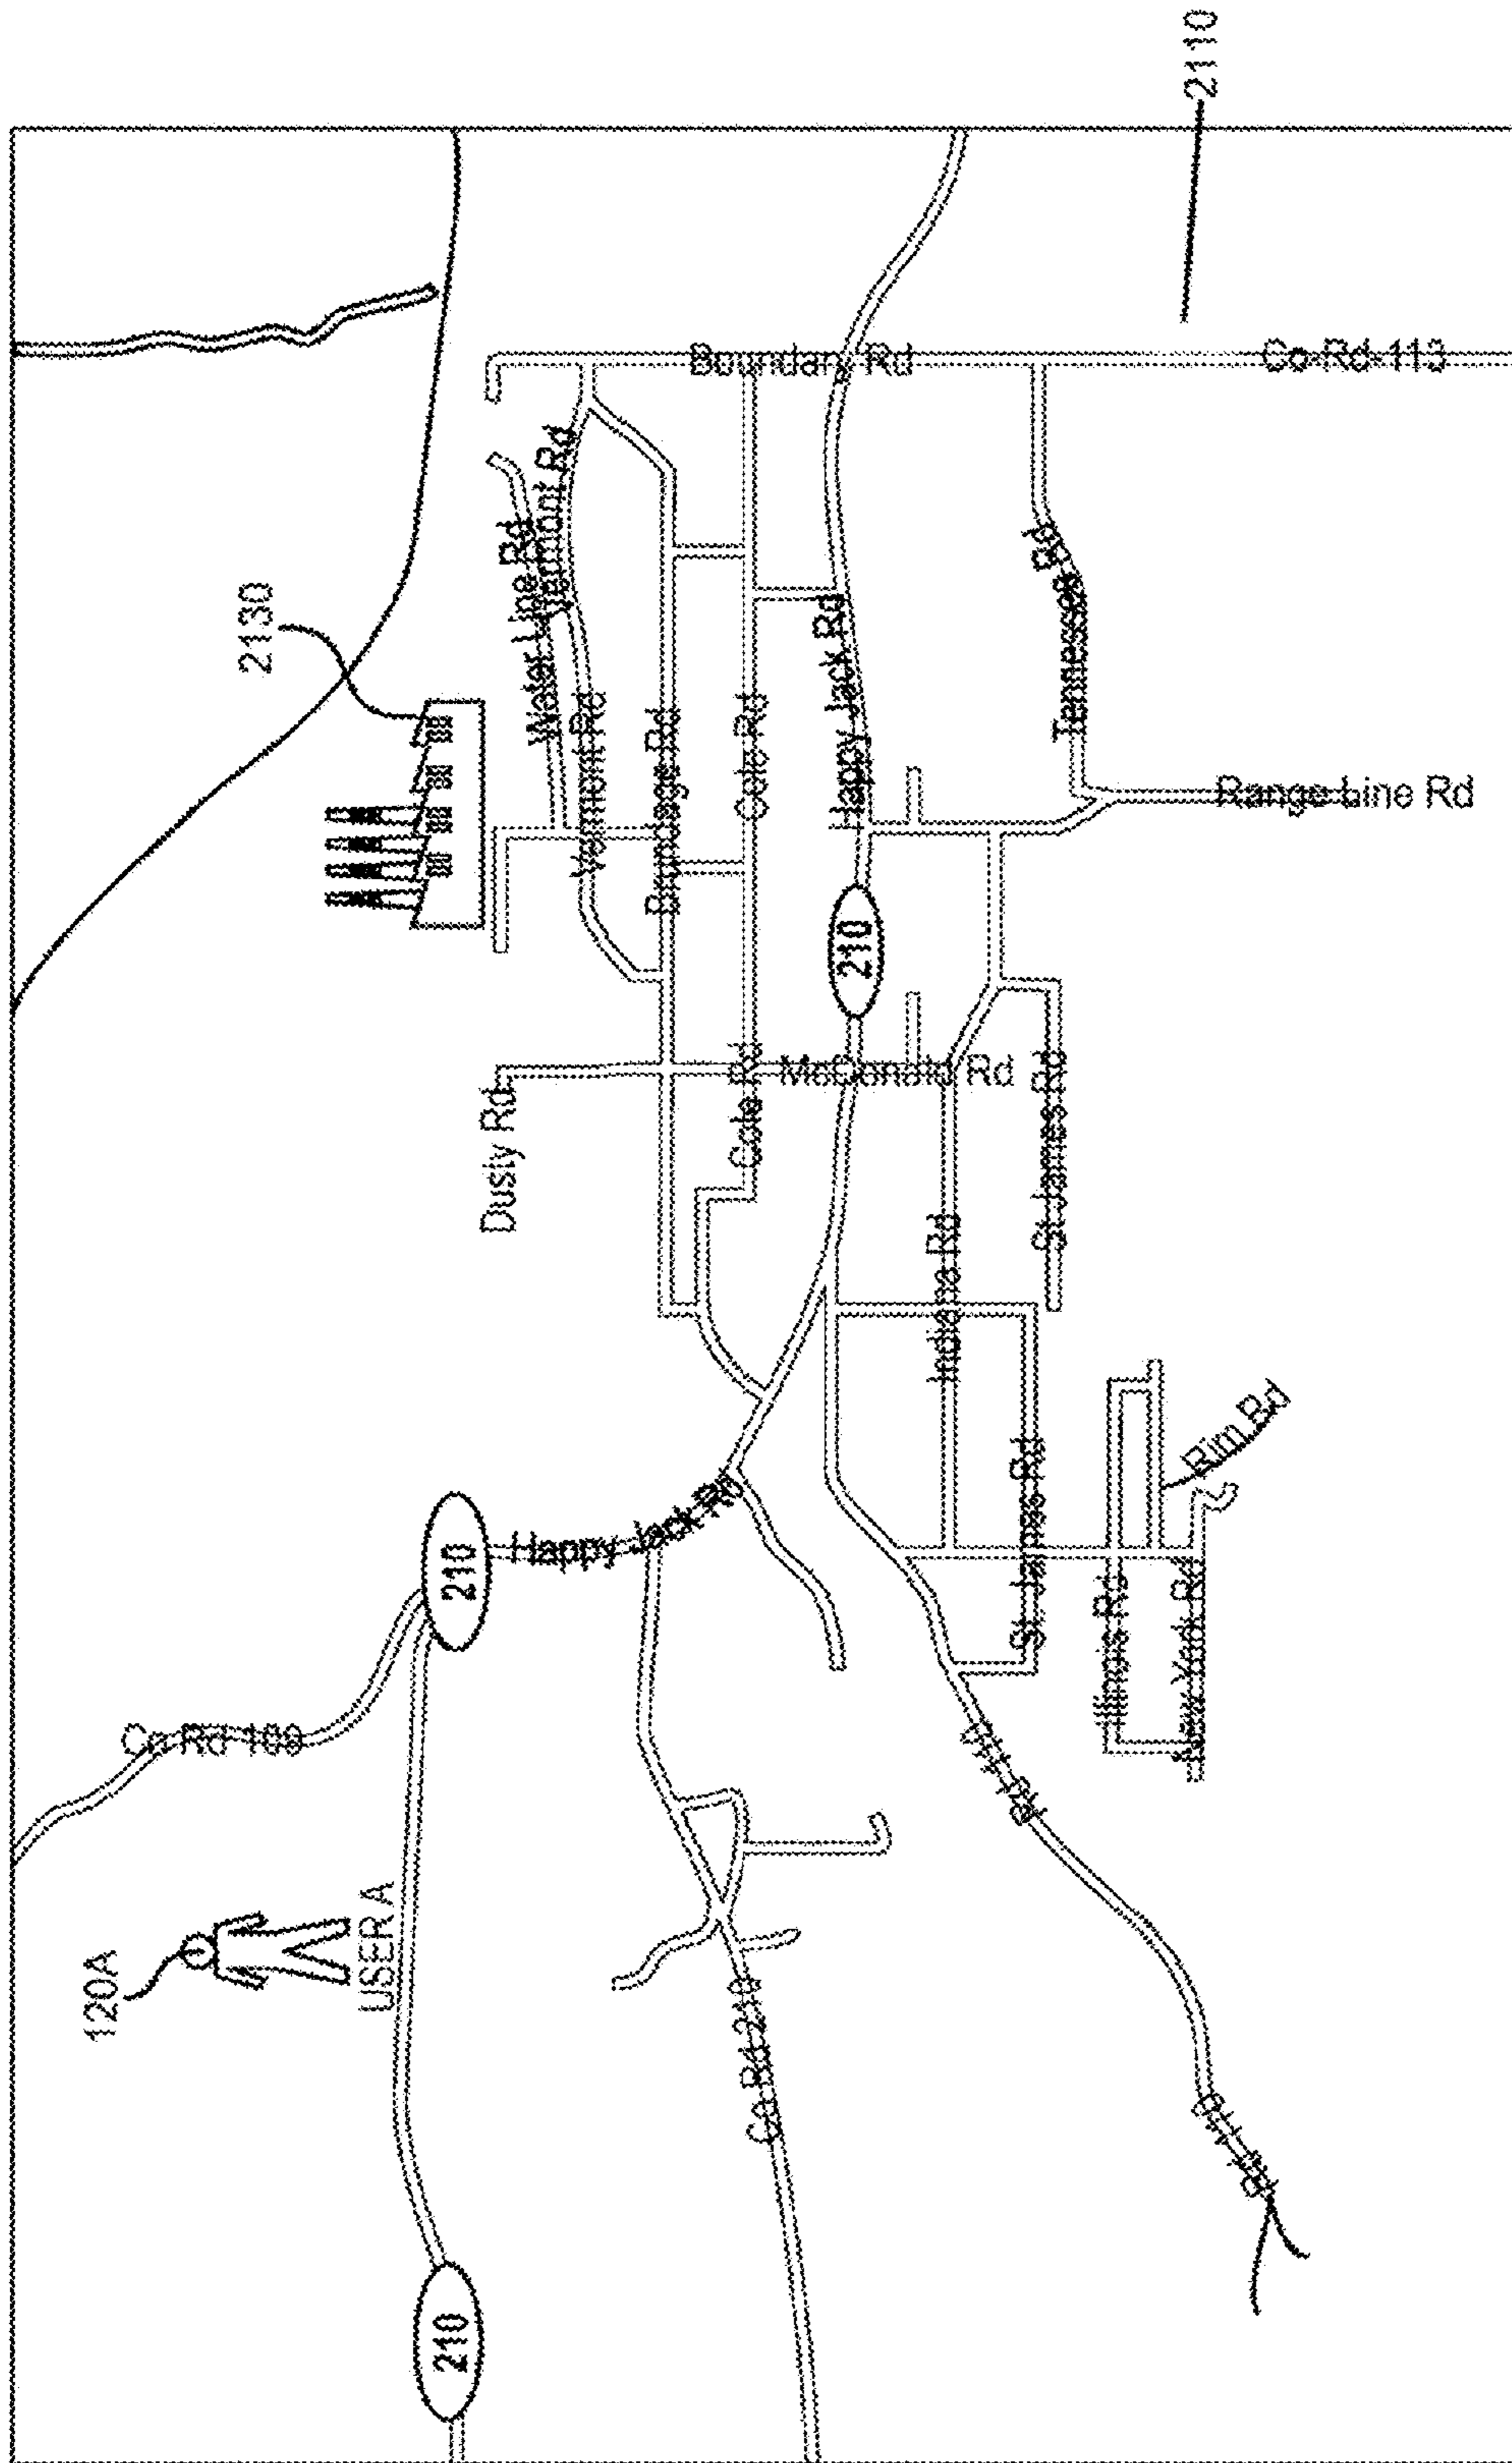 120A
USER A
210
Co Rd 109
210
Happy Jack Rd
Co Rd 210
2130
Dusty Rd
Water Line Rd
Vermont Rd
Vermont Rd
Brundage Rd
Cole Rd
Cole Rd
McDonald Rd
210
Happy Jack Rd
Boundary Rd
Co Rd 113
2110
Tennessee Rd
Range Line Rd
Indiana Rd
St James Rd
St James Rd
Illinois Rd
New York Rd
Rim Rd